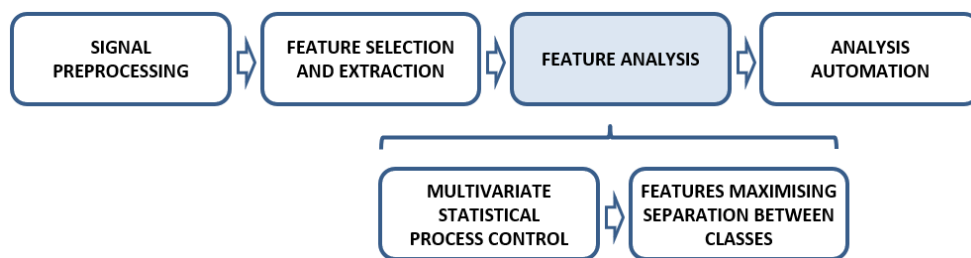 SIGNAL
PREPROCESSING
FEATURE SELECTION
AND EXTRACTION
FEATURE ANALYSIS
ANALYSIS
AUTOMATION
MULTIVARIATE
STATISTICAL
PROCESS CONTROL
FEATURES MAXIMISING
SEPARATION BETWEEN
CLASSES